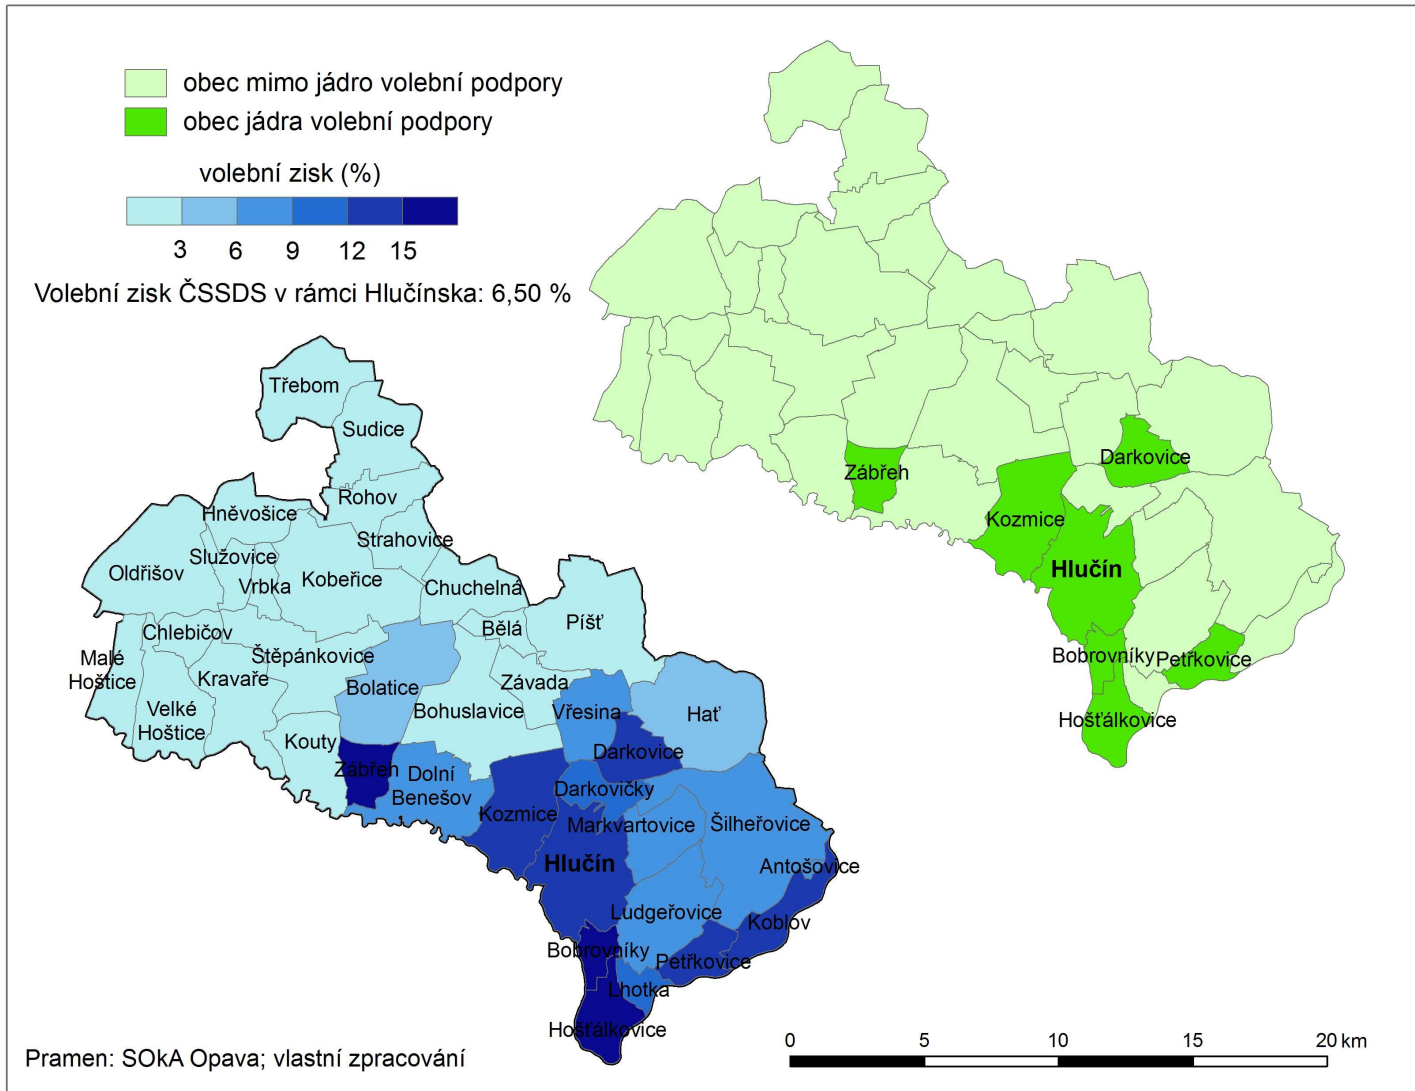 obec mimo jádro volební podpory
obec jádra volební podpory
volební zisk (%)
3 6 9 12 15
Volební zisk ČSSDS v rámci Hlučínska: 6,50 %
Darkovice
Zábřeh
Kozmice
Hlučín
Bobrovníky
Petřkovice
Hošťálkovice
Třebom
Sudice
Rohov
Hněvošice
Strahovice
Služovice
Oldřišov
Vrbka
Kobeřice
Chuchelná
Chlebičov
Bělá
Píšť
Malé
Hoštice
Štěpánkovice
Kravaře
Bolatice
Závada
Velké
Hoštice
Bohuslavice
Vřesina
Hať
Kouty
Darkovice
Zábřeh
Dolní
Benešov
Darkovičky
Kozmice
Markvartovice
Šilheřovice
Hlučín
Antošovice
Ludgeřovice
Koblov
Bobrovníky
Petřkovice
Lhotka
Hošťálkovice
0 5 10 15 20 km
Pramen: SOkA Opava; vlastní zpracování